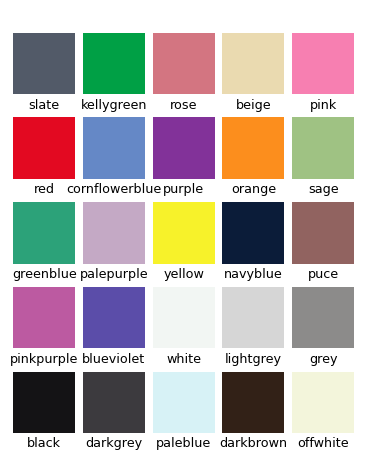 slate kellygreen rose beige pink
red cornflowerblue purple orange sage
greenblue palepurple yellow navyblue puce
pinkpurple blueviolet white lightgrey grey
black darkgrey paleblue darkbrown offwhite